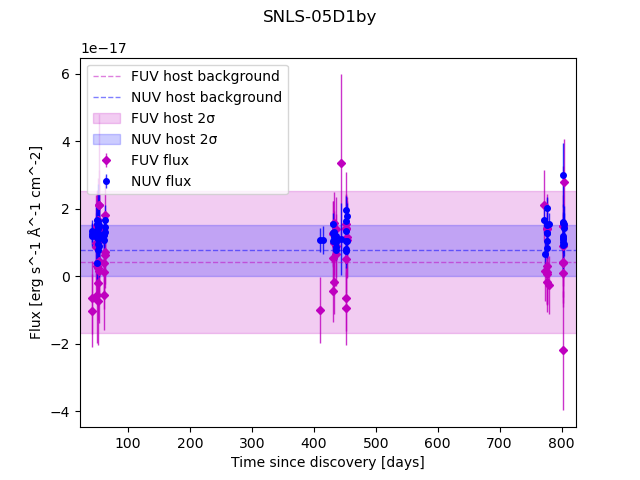 SNLS-05D1by
1e−17
FUV host background
NUV host background
FUV host 2σ
NUV host 2σ
FUV flux
NUV flux
6
4
2
0
−2
−4
Flux [erg s^-1 Å^-1 cm^-2]
100 200 300 400 500 600 700 800
Time since discovery [days]